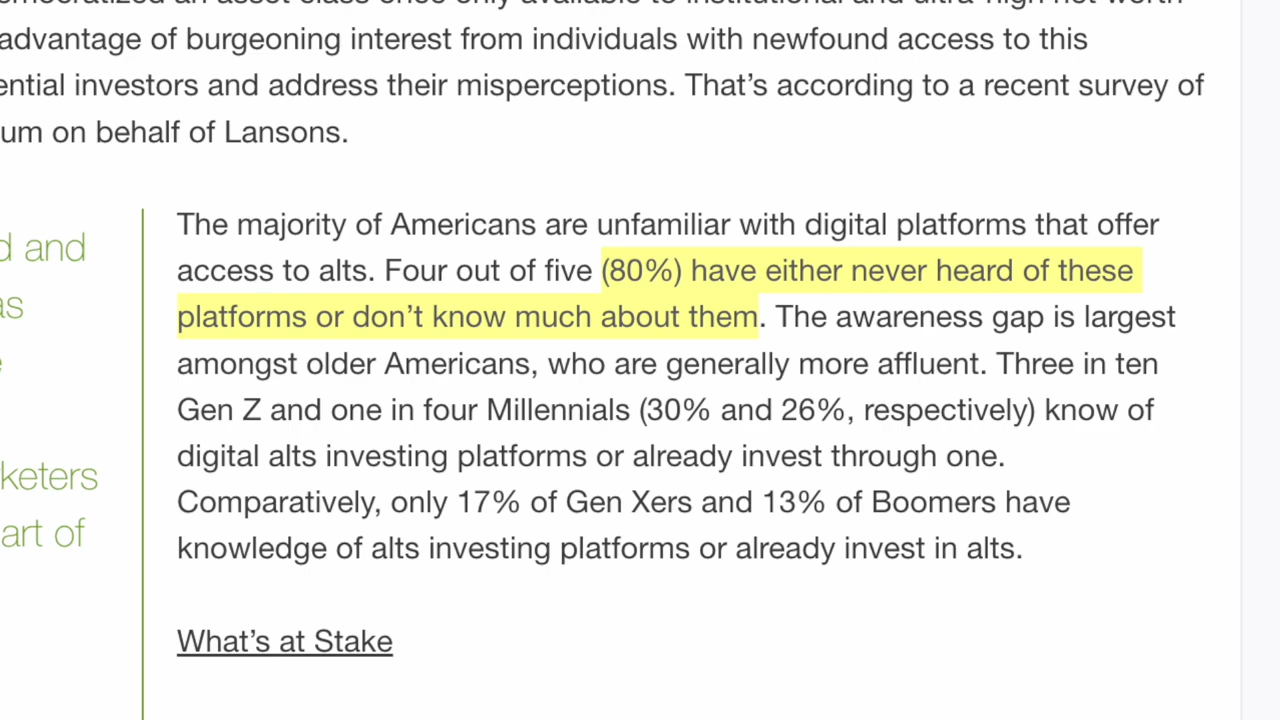 advantage of burgeoning interest from individuals with newfound access to this
ential investors and address their misperceptions. That's according to a recent survey of
um on behalf of Lansons.
d and
as
e
keters
art of
The majority of Americans are unfamiliar with digital platforms that offer
access to alts. Four out of five (80%) have either never heard of these
platforms or don't know much about them. The awareness gap is largest
amongst older Americans, who are generally more affluent. Three in ten
Gen Z and one in four Millennials (30% and 26%, respectively) know of
digital alts investing platforms or already invest through one.
Comparatively, only 17% of Gen Xers and 13% of Boomers have
knowledge of alts investing platforms or already invest in alts.
What's at Stake